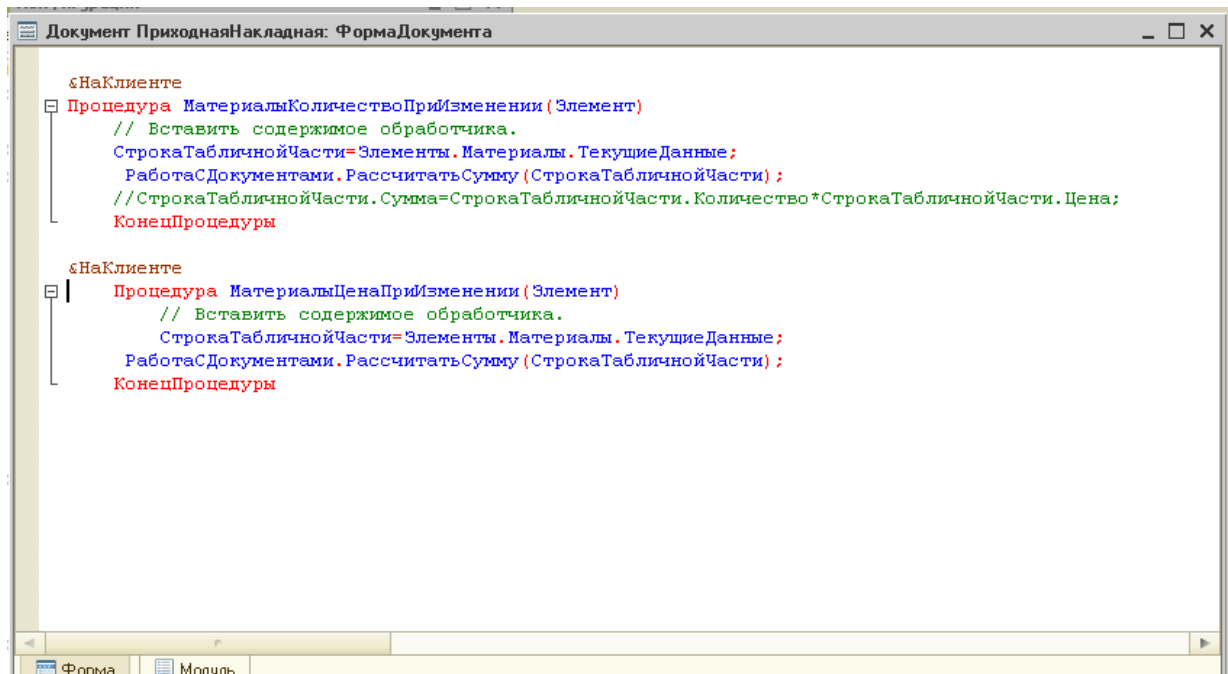 Документ ПриходнаяНакладная: ФормаДокумента
&НаКлиенте
Процедура МатериалыКоличествоПриИзменении(Элемент)
// Вставить содержимое обработчика.
СтрокаТабличнойЧасти=Элементы.Материалы.ТекущиеДанные;
РаботаСДокументами.РассчитатьСумму(СтрокаТабличнойЧасти);
//СтрокаТабличнойЧасти.Сумма=СтрокаТабличнойЧасти.Количество*СтрокаТабличнойЧасти.Цена;
КонецПроцедуры
&НаКлиенте
Процедура МатериалыЦенаПриИзменении(Элемент)
// Вставить содержимое обработчика.
СтрокаТабличнойЧасти=Элементы.Материалы.ТекущиеДанные;
РаботаСДокументами.РассчитатьСумму(СтрокаТабличнойЧасти);
КонецПроцедуры
Форма Модуль